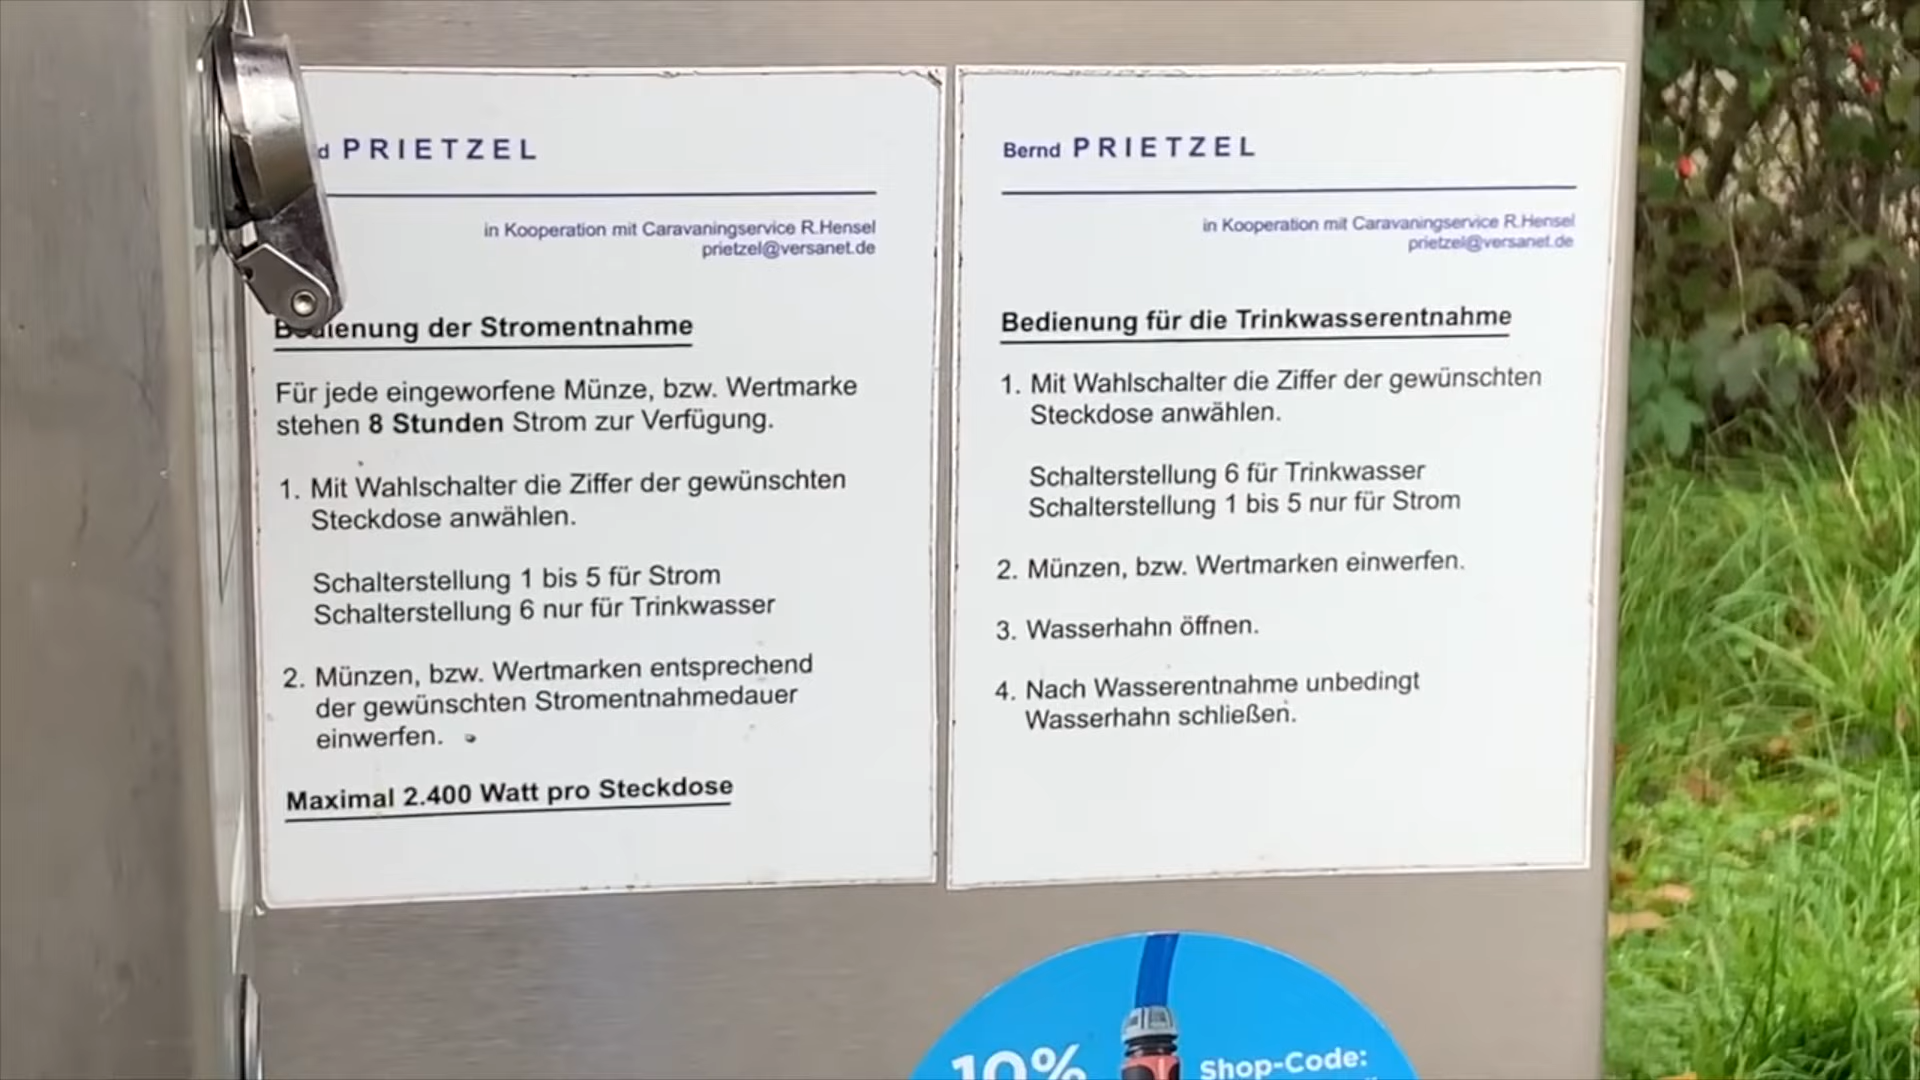 d PRIETZEL
in Kooperation mit Caravaningservice R.Hensel
prietzel@versanet.de
Bedienung der Stromentnahme
Für jede eingeworfene Münze, bzw. Wertmarke
stehen 8 Stunden Strom zur Verfügung.
1. Mit Wahlschalter die Ziffer der gewünschten
Steckdose anwählen.
Schalterstellung 1 bis 5 für Strom
Schalterstellung 6 nur für Trinkwasser
2. Münzen, bzw. Wertmarken entsprechend
der gewünschten Stromentnahmedauer
einwerfen.
Maximal 2.400 Watt pro Steckdose
Bernd PRIETZEL
in Kooperation mit Caravaningservice R.Hensel
prietzel@versanet.de
Bedienung für die Trinkwasserentnahme
1. Mit Wahlschalter die Ziffer der gewünschten
Steckdose anwählen.
Schalterstellung 6 für Trinkwasser
Schalterstellung 1 bis 5 nur für Strom
2. Münzen, bzw. Wertmarken einwerfen.
3. Wasserhahn öffnen.
4. Nach Wasserentnahme unbedingt
Wasserhahn schließen.
10%
Shop-Code: